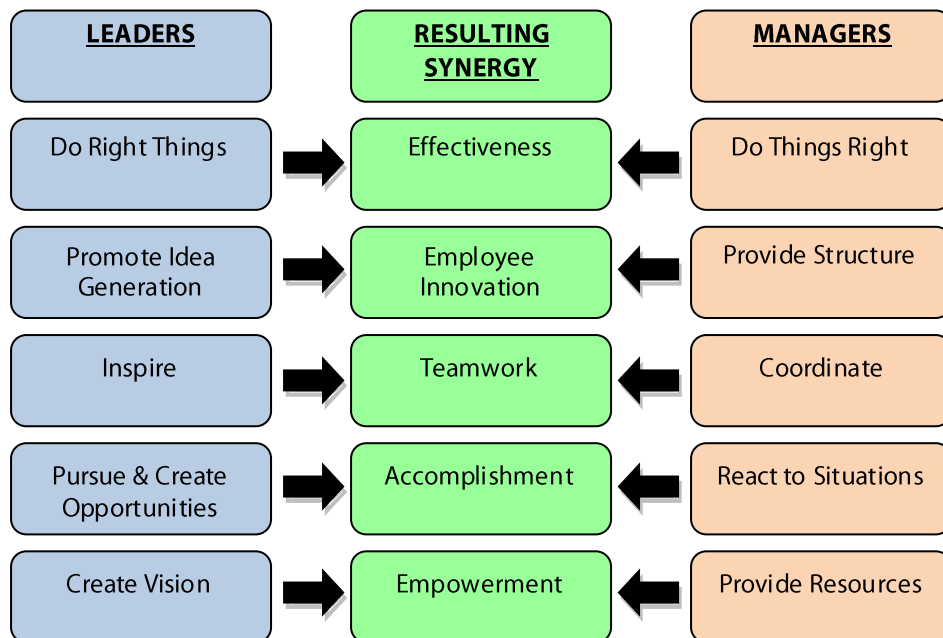 LEADERS
RESULTING
SYNERGY
MANAGERS
Do Right Things
Effectiveness
Do Things Right
Promote Idea
Generation
Employee
Innovation
Provide Structure
Inspire
Teamwork
Coordinate
Pursue & Create
Opportunities
Accomplishment
React to Situations
Create Vision
Empowerment
Provide Resources